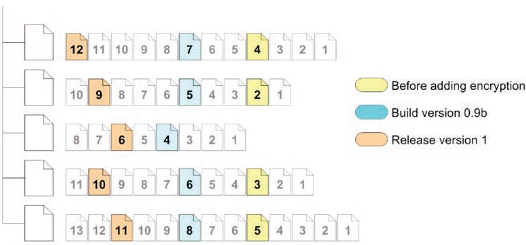 12 11 10 9 8 7 6 5 4 3 2 1
10 9 8 7 6 5 4 3 2 1
Before adding encryption
Build version 0.9b
8 7 6 5 4 3 2 1
Release version 1
11 10 9 8 7 6 5 4 3 2 1
13 12 11 10 9 8 7 6 5 4 3 2 1